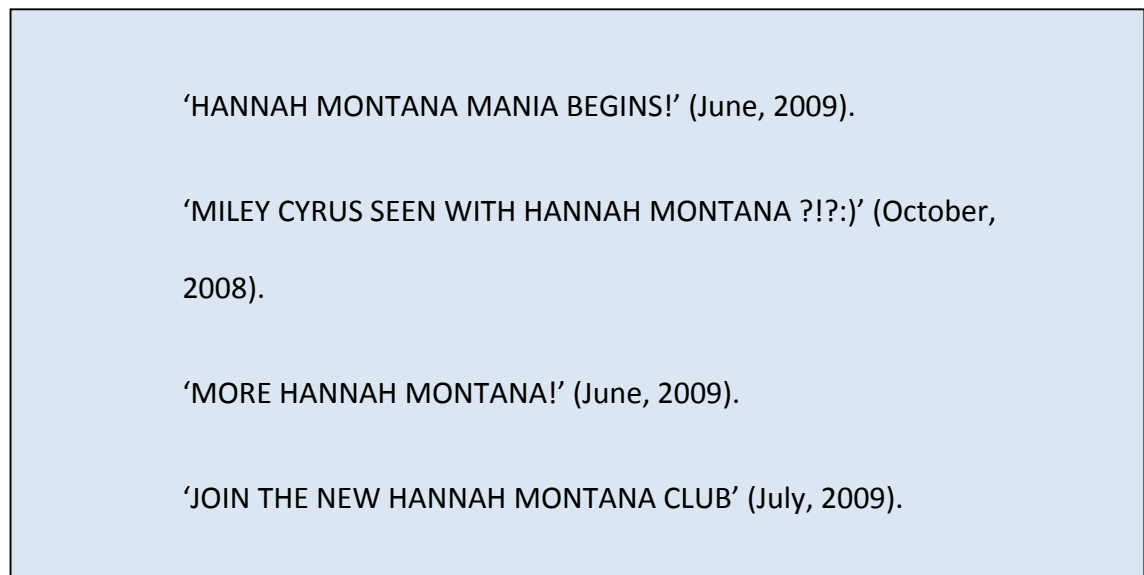 ‘HANNAH MONTANA MANIA BEGINS!’ (June, 2009).
‘MILEY CYRUS SEEN WITH HANNAH MONTANA ?!?:)’ (October,
2008).
‘MORE HANNAH MONTANA!’ (June, 2009).
‘JOIN THE NEW HANNAH MONTANA CLUB’ (July, 2009).